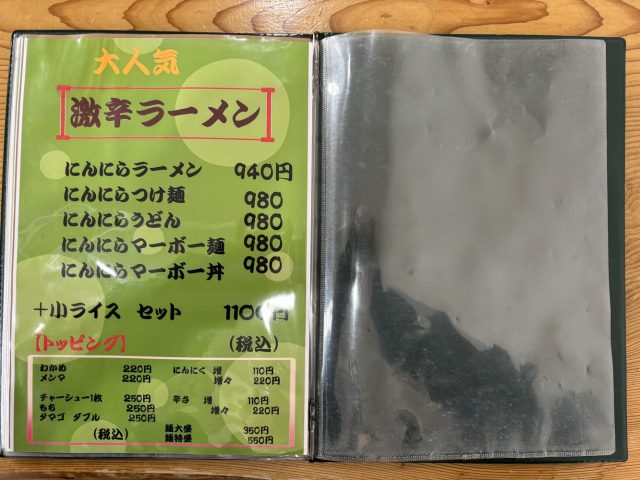 大人気
激辛ラーメン
にんにらラーメン 940円
にんにらつけ麺 980
にんにらうどん 980
にんにらマーボー麺 980
にんにらマーボー丼 980
＋小ライス セット 1100円
【トッピング】 (税込)
わかめ 220円 にんにく 増 110円
メンマ 220円 増々 220円
チャーシュー1枚 250円 辛さ 増 110円
もち 250円 増々 220円
タマゴ ダブル 250円 麺大盛 350円
(税込) 麺特盛 550円